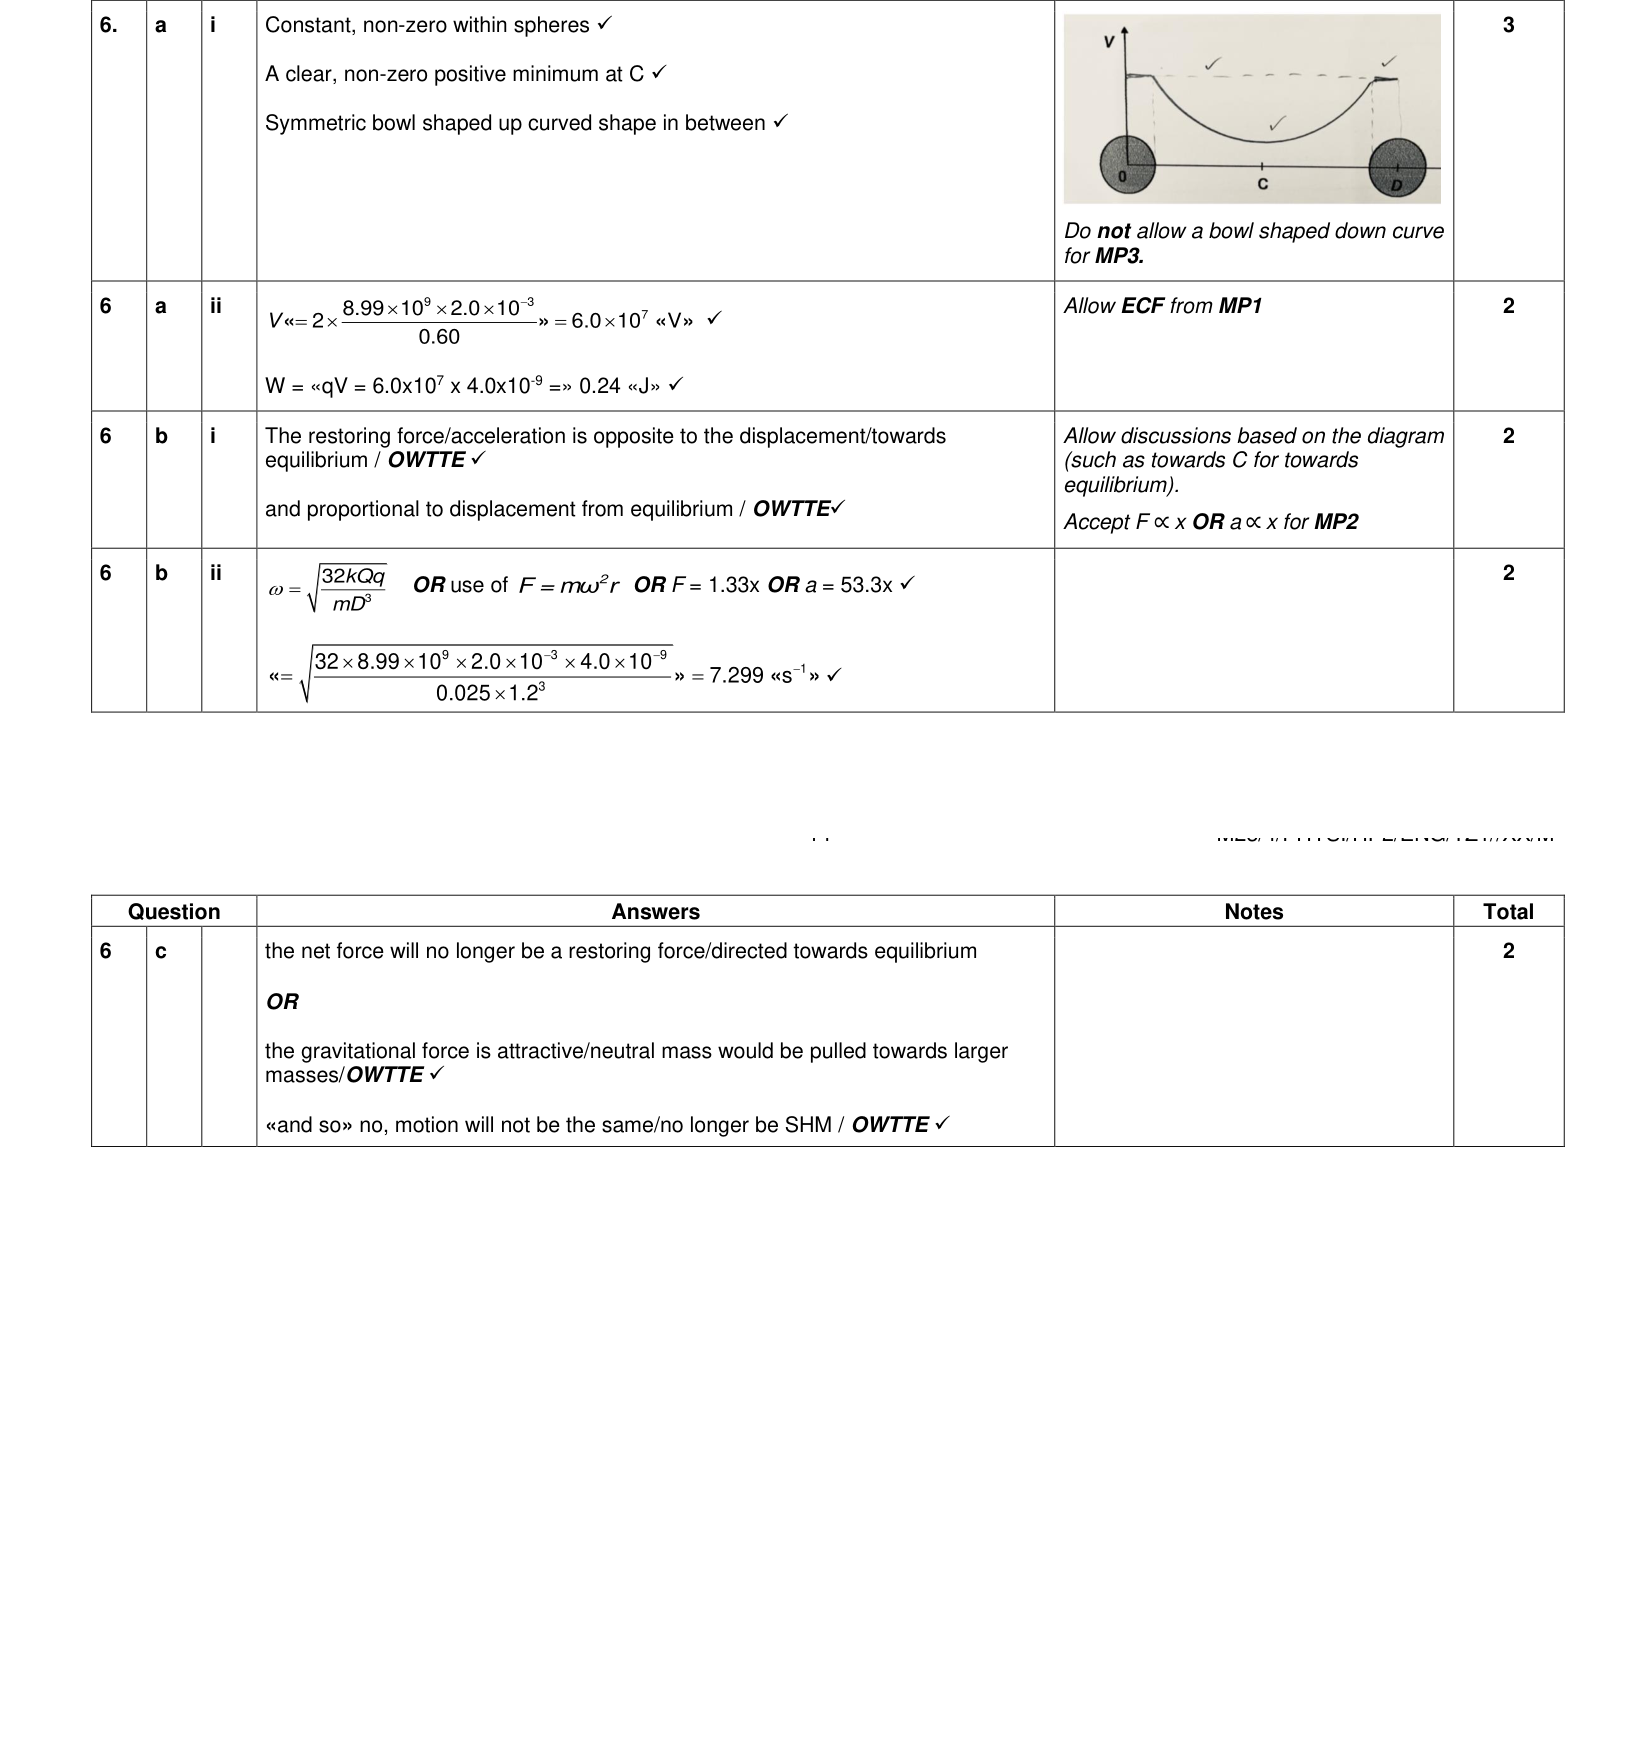 6. a i Constant, non-zero within spheres ✓ 3
A clear, non-zero positive minimum at C ✓
Symmetric bowl shaped up curved shape in between ✓
V
0 C D
Do not allow a bowl shaped down curve
for MP3.
6 a ii V«= 2 × (8.99×10⁹ × 2.0×10⁻³)/0.60 » = 6.0×10⁷ «V» ✓ Allow ECF from MP1 2
W = «qV = 6.0x10⁷ x 4.0x10⁻⁹ =» 0.24 «J» ✓
6 b i The restoring force/acceleration is opposite to the displacement/towards
equilibrium / OWTTE ✓
and proportional to displacement from equilibrium / OWTTE✓
Allow discussions based on the diagram
(such as towards C for towards
equilibrium).
Accept F ∝ x OR a ∝ x for MP2
2
6 b ii ω = √(32kQq/mD³) OR use of F = mω²r OR F = 1.33x OR a = 53.3x ✓ 2
«= √((32 × 8.99×10⁹ × 2.0×10⁻³ × 4.0×10⁻⁹)/(0.025 × 1.2³)) » = 7.299 «s⁻¹» ✓
Question Answers Notes Total
6 c the net force will no longer be a restoring force/directed towards equilibrium 2
OR
the gravitational force is attractive/neutral mass would be pulled towards larger
masses/OWTTE ✓
«and so» no, motion will not be the same/no longer be SHM / OWTTE ✓